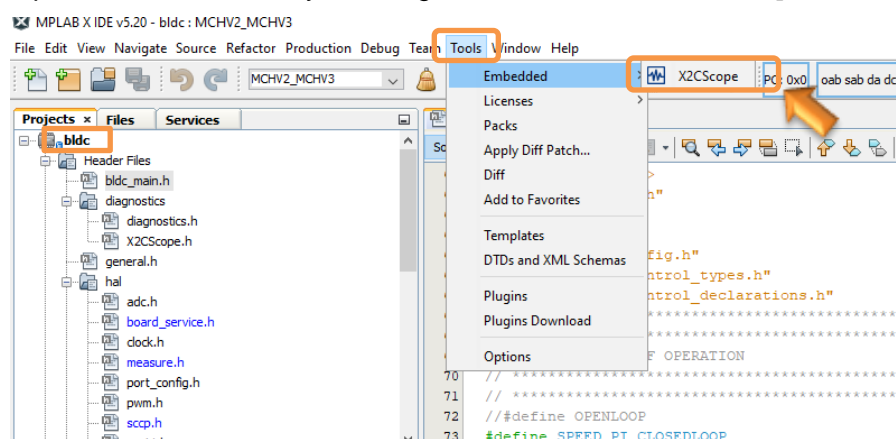 MPLAB X IDE v5.20 - bldc : MCHV2_MCHV3
File Edit View Navigate Source Refactor Production Debug Team Tools Window Help
MCHV2_MCHV3
PC: 0x0
oab sab da dc
Projects × Files Services
bldc
Header Files
bldc_main.h
diagnostics
diagnostics.h
X2CScope.h
general.h
hal
adc.h
board_service.h
clock.h
measure.h
port_config.h
pwm.h
sccp.h
Embedded
X2CScope
Licenses
Packs
Apply Diff Patch...
Diff
Add to Favorites
Templates
DTDs and XML Schemas
Plugins
Plugins Download
Options
>
h"
fig.h"
ntrol_types.h"
ntrol_declarations.h"
F OPERATION
70 // ************************************
71 // ************************************
72 //#define OPENLOOP
73 #define SPEED_PI_CLOSEDLOOP